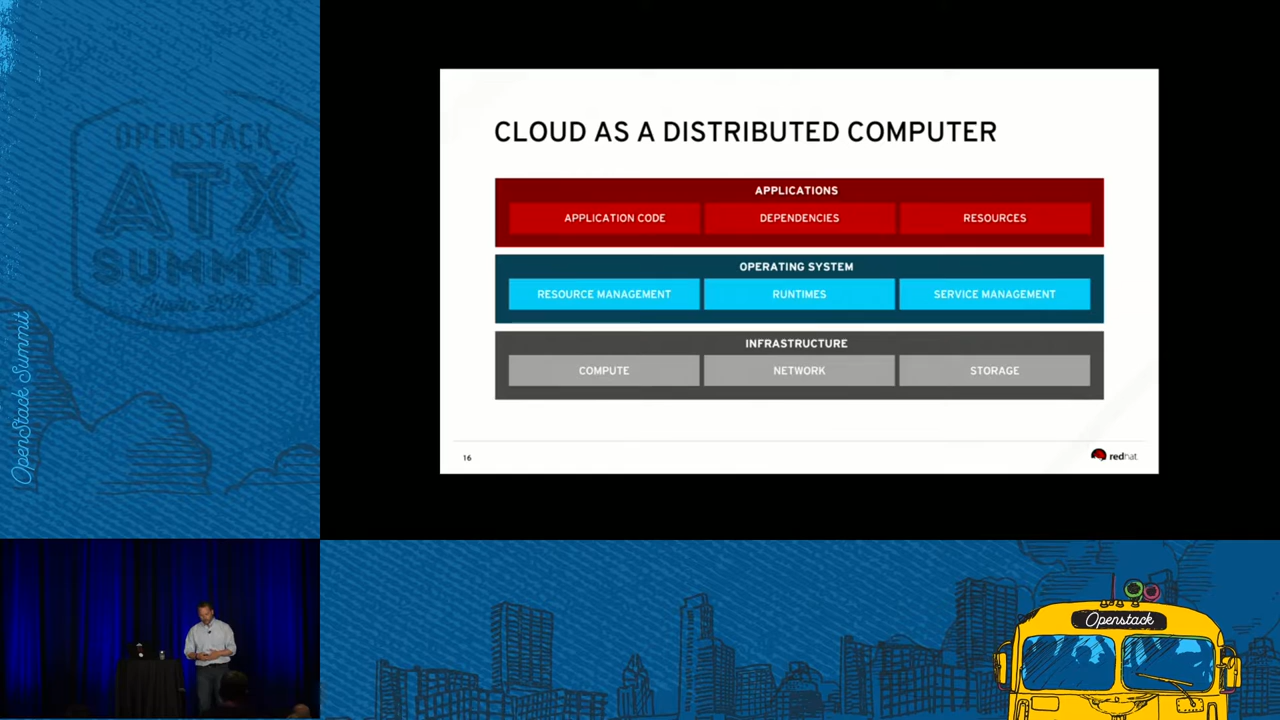 OPENSTACK
ATX
SUMMIT
OpenStack Summit
CLOUD AS A DISTRIBUTED COMPUTER
APPLICATIONS
APPLICATION CODE DEPENDENCIES RESOURCES
OPERATING SYSTEM
RESOURCE MANAGEMENT RUNTIMES SERVICE MANAGEMENT
INFRASTRUCTURE
COMPUTE NETWORK STORAGE
16
redhat
Openstack